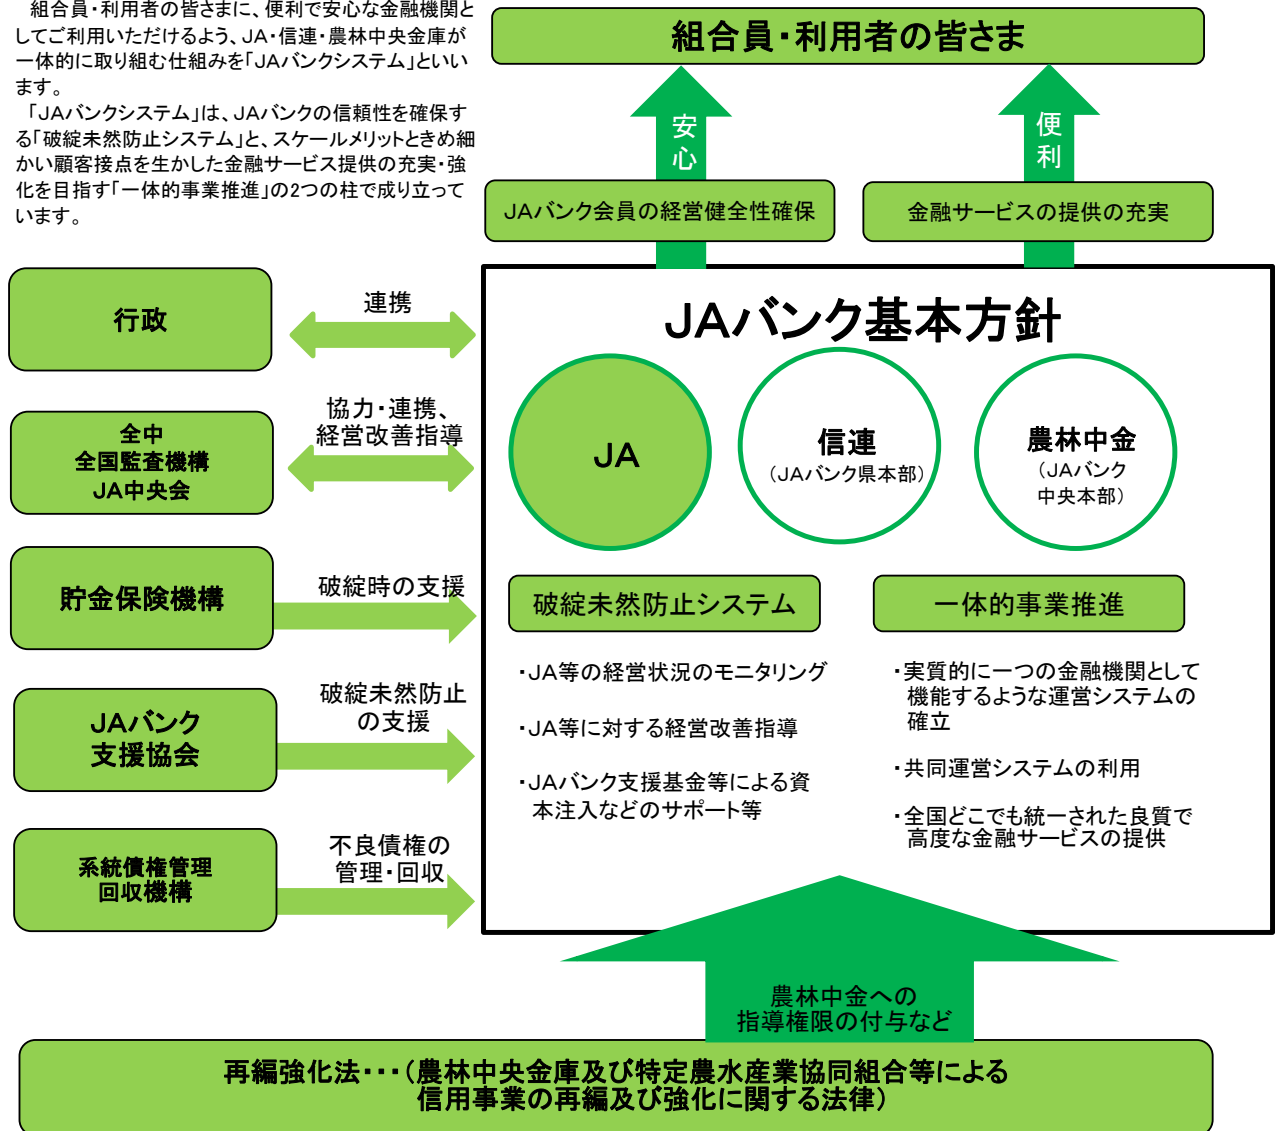 組合員・利用者の皆さまに、便利で安心な金融機関と
してご利用いただけるよう、JA・信連・農林中央金庫が
一体的に取り組む仕組みを「JAバンクシステム」といい
ます。
「JAバンクシステム」は、JAバンクの信頼性を確保す
る「破綻未然防止システム」と、スケールメリットときめ細
かい顧客接点を生かした金融サービス提供の充実・強
化を目指す「一体的事業推進」の2つの柱で成り立って
います。
組合員・利用者の皆さま
安心
便利
JAバンク会員の経営健全性確保
金融サービスの提供の充実
行政
連携
全中
全国監査機構
JA中央会
協力・連携、
経営改善指導
貯金保険機構
破綻時の支援
JAバンク
支援協会
破綻未然防止
の支援
系統債権管理
回収機構
不良債権の
管理・回収
JAバンク基本方針
JA
信連
（JAバンク県本部）
農林中金
（JAバンク
中央本部）
破綻未然防止システム
・JA等の経営状況のモニタリング
・JA等に対する経営改善指導
・JAバンク支援基金等による資
本注入などのサポート等
一体的事業推進
・実質的に一つの金融機関として
機能するような運営システムの
確立
・共同運営システムの利用
・全国どこでも統一された良質で
高度な金融サービスの提供
農林中金への
指導権限の付与など
再編強化法・・・（農林中央金庫及び特定農水産業協同組合等による
信用事業の再編及び強化に関する法律）